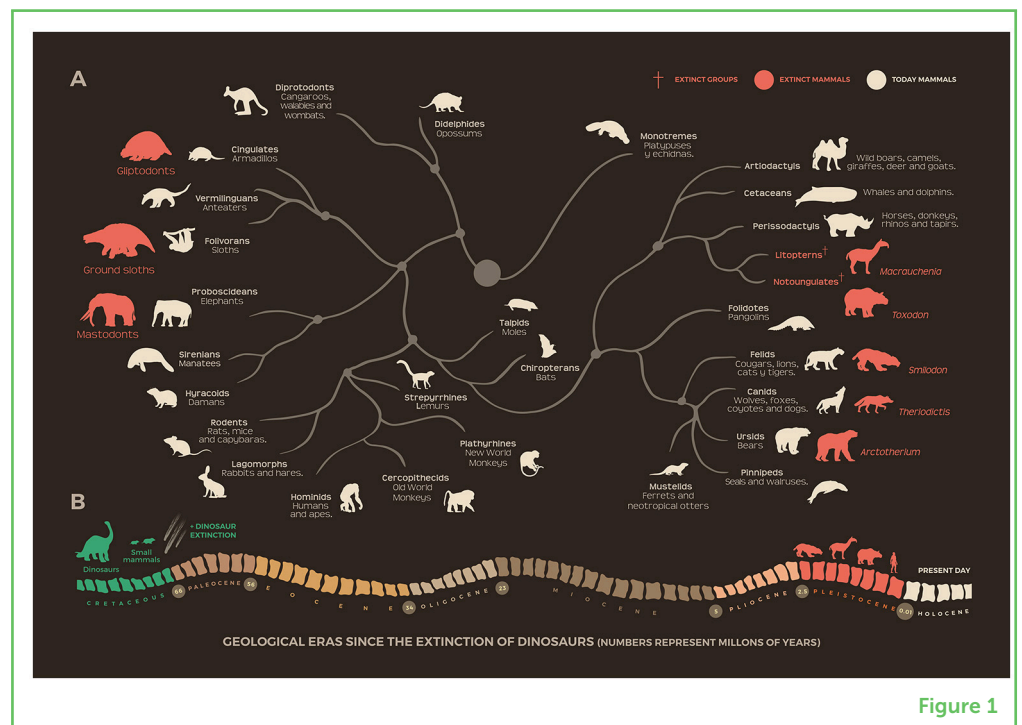 A
† EXTINCT GROUPS
EXTINCT MAMMALS
TODAY MAMMALS
Diprotodonts
Cangaroos,
walabies and
wombats.
Didelphides
Opossums
Monotremes
Platypuses
y echidnas.
Cingulates
Armadillos
Gliptodonts
Vermilinguans
Anteaters
Folivorans
Sloths
Ground sloths
Proboscideans
Elephants
Mastodonts
Sirenians
Manatees
Hyracoids
Damans
Rodents
Rats, mice
and capybaras.
Lagomorphs
Rabbits and hares.
Hominids
Humans
and apes.
Cercopithecids
Old World
Monkeys
Plathyrhines
New World
Monkeys
Strepyrrhines
Lemurs
Talpids
Moles
Chiropterans
Bats
Artiodactyls
Wild boars, camels,
giraffes, deer and goats.
Cetaceans
Whales and dolphins.
Perissodactyls
Horses, donkeys,
rhinos and tapirs.
Litopterns†
Macrauchenia
Notoungulates†
Toxodon
Folidotes
Pangolins
Felids
Cougars, lions,
cats y tigers.
Smilodon
Canids
Wolves, foxes,
coyotes and dogs.
Theriodictis
Ursids
Bears
Arctotherium
Pinnipeds
Seals and walruses.
Mustelids
Ferrets and
neotropical otters
B
Dinosaurs
Small
mammals
+ DINOSAUR
EXTINCTION
PRESENT DAY
CRETACEOUS
66
PALEOCENE
56
EOCENE
34
OLIGOCENE
23
MIOCENE
5
PLIOCENE
2.5
PLEISTOCENE
0.01
HOLOCENE
GEOLOGICAL ERAS SINCE THE EXTINCTION OF DINOSAURS (NUMBERS REPRESENT MILLONS OF YEARS)
Figure 1